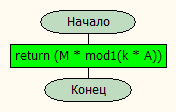 Начало
return (M * mod1(k * A))
Конец